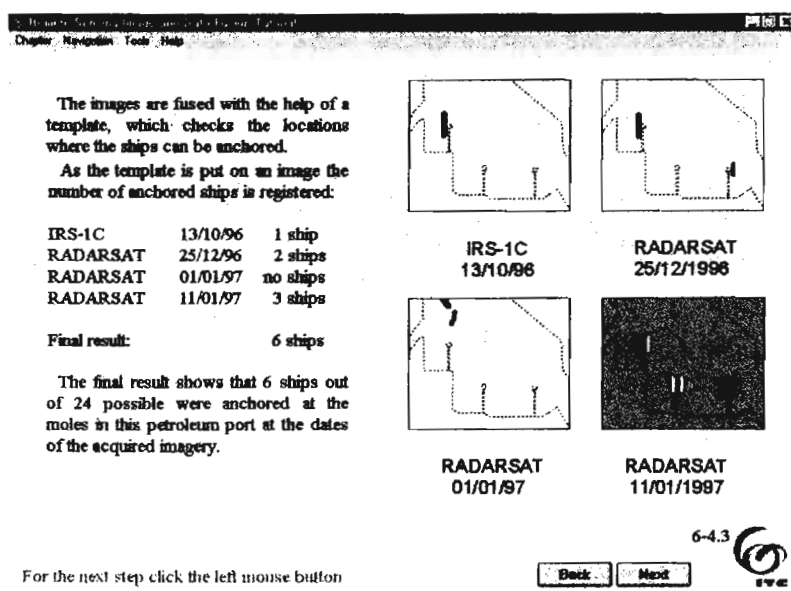 Chapter Navigation Tools Help
The images are fused with the help of a
template, which checks the locations
where the ships can be anchored.
As the template is put on an image the
number of anchored ships is registered:
IRS-1C 13/10/96 1 ship
RADARSAT 25/12/96 2 ships
RADARSAT 01/01/97 no ships
RADARSAT 11/01/97 3 ships
Final result: 6 ships
The final result shows that 6 ships out
of 24 possible were anchored at the
moles in this petroleum port at the dates
of the acquired imagery.
IRS-1C
13/10/96
RADARSAT
25/12/1996
RADARSAT
01/01/97
RADARSAT
11/01/1997
6-4.3
For the next step click the left mouse button
Back
Next
ITC